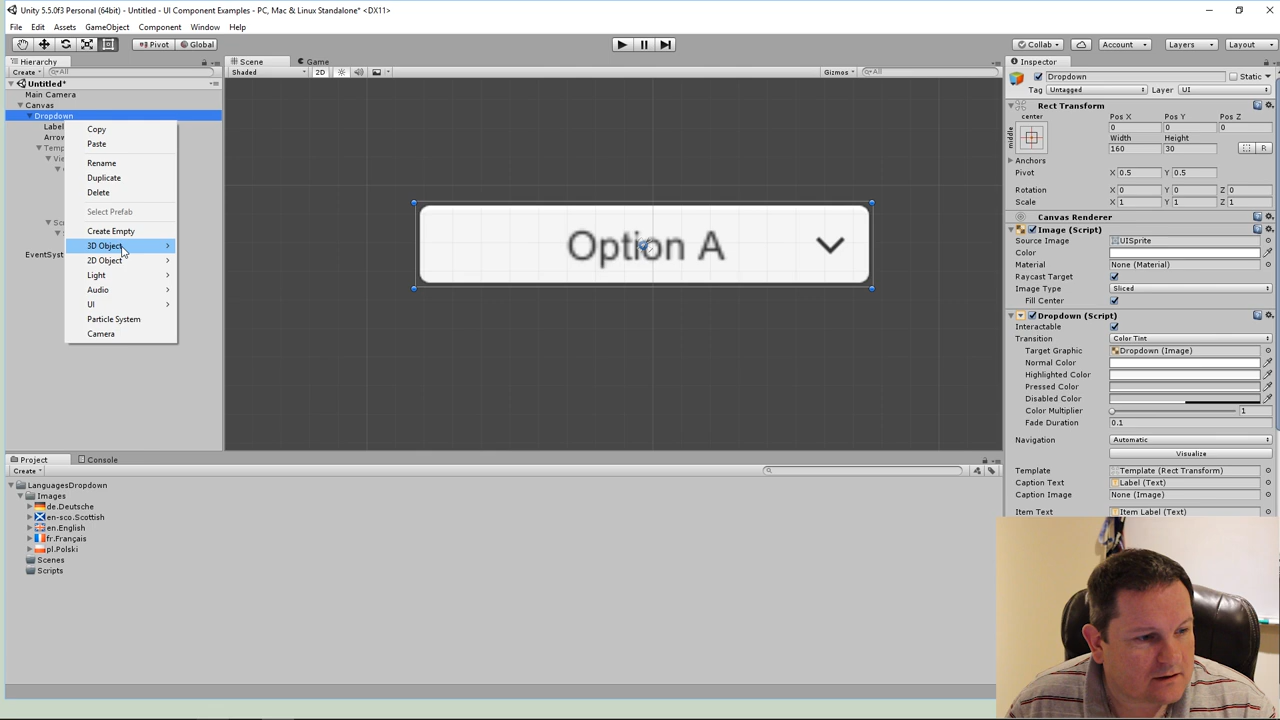 Unity 5.5.0f3 Personal (64bit) - Untitled - UI Component Examples - PC, Mac & Linux Standalone* <DX11>
File Edit Assets GameObject Component Window Help
Pivot Global Collab Account Layers Layout
Hierarchy
Create All
Untitled*
Main Camera
Canvas
Dropdown
Label
Arrow
EventSyst
Copy
Paste
Rename
Duplicate
Delete
Select Prefab
Create Empty
3D Object
2D Object
Light
Audio
UI
Particle System
Camera
Scene Game
Shaded 2D Gizmos All
Option A
Inspector
Dropdown Static
Tag Untagged Layer UI
Rect Transform
center Pos X Pos Y Pos Z
middle 0 0 0
Width Height
160 30
R
Anchors
Pivot X 0.5 Y 0.5
Rotation X 0 Y 0 Z 0
Scale X 1 Y 1 Z 1
Canvas Renderer
Image (Script)
Source Image UISprite
Color
Material None (Material)
Raycast Target
Image Type Sliced
Fill Center
Dropdown (Script)
Interactable
Transition Color Tint
Target Graphic Dropdown (Image)
Normal Color
Highlighted Color
Pressed Color
Disabled Color
Color Multiplier 1
Fade Duration 0.1
Navigation Automatic
Visualize
Template Template (Rect Transform)
Caption Text Label (Text)
Caption Image None (Image)
Item Text Item Label (Text)
Project Console
Create
LanguagesDropdown
Images
de.Deutsche
en-sco.Scottish
en.English
fr.Français
pl.Polski
Scenes
Scripts